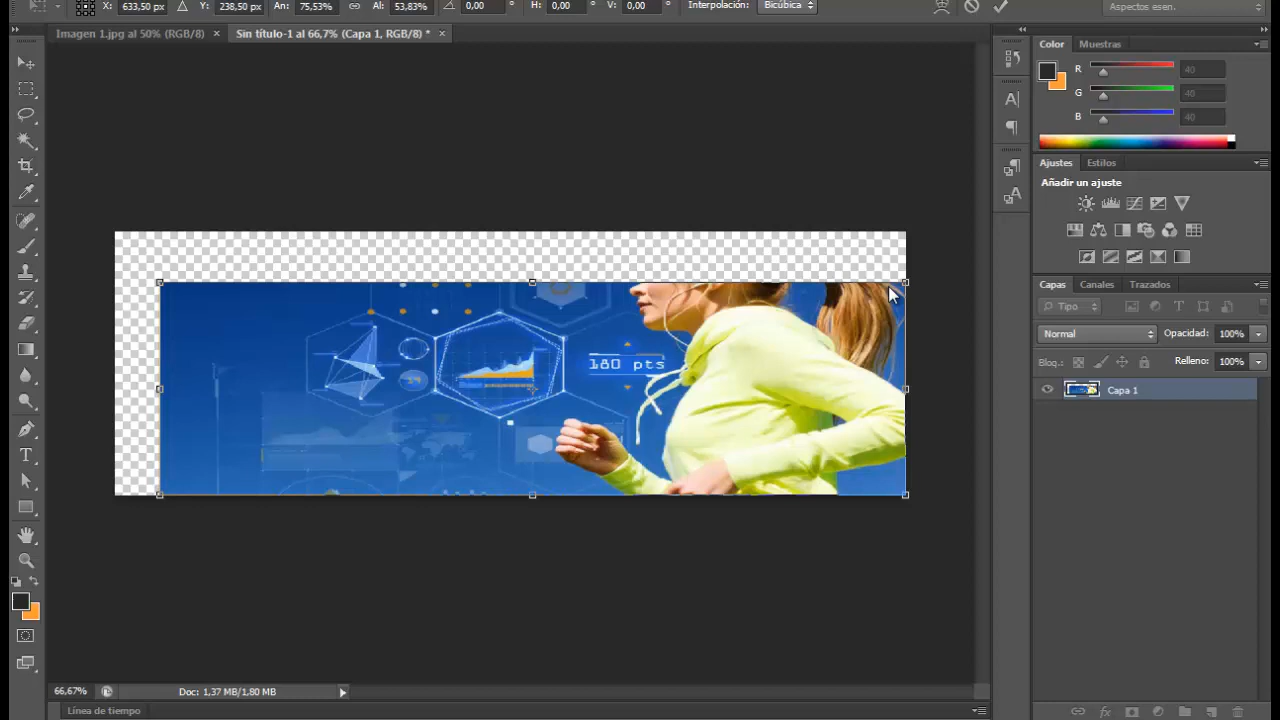 X: 633,50 px Y: 238,50 px An: 75,53% Al: 53,83% 0,00 ° H: 0,00 ° V: 0,00 ° Interpolación: Bicúbica Aspectos esen.
Imagen 1.jpg al 50% (RGB/8) × Sin título-1 al 66,7% (Capa 1, RGB/8) * ×
Color Muestras
R 40
G 40
B 40
Ajustes Estilos
Añadir un ajuste
Capas Canales Trazados
Tipo
Normal Opacidad: 100%
Bloq.: Relleno: 100%
Capa 1
180 pts
66,67% Doc: 1,37 MB/1,80 MB
Línea de tiempo